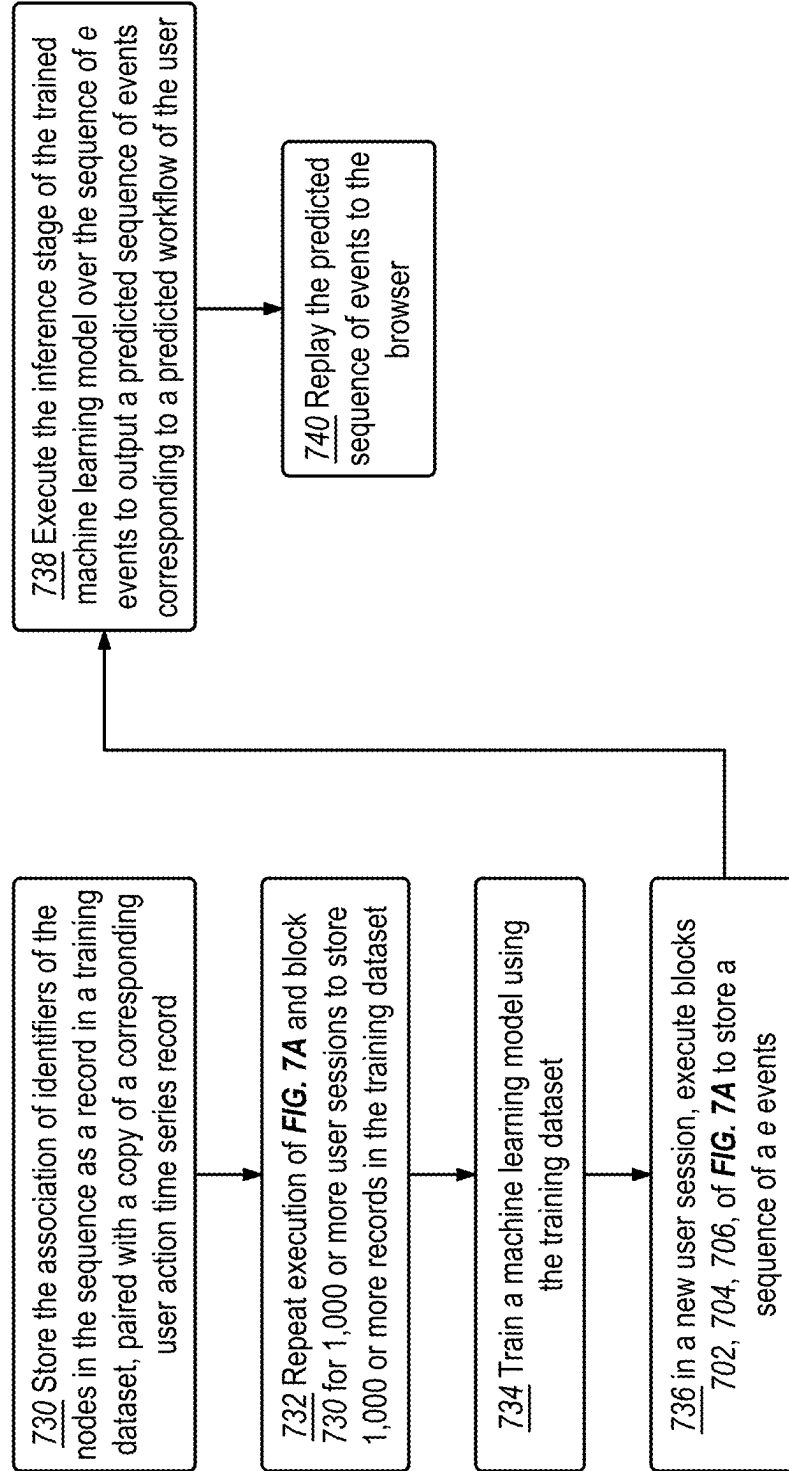 730 Store the association of identifiers of the
nodes in the sequence as a record in a training
dataset, paired with a copy of a corresponding
user action time series record
732 Repeat execution of FIG. 7A and block
730 for 1,000 or more user sessions to store
1,000 or more records in the training dataset
734 Train a machine learning model using
the training dataset
736 in a new user session, execute blocks
702, 704, 706, of FIG. 7A to store a
sequence of a e events
738 Execute the inference stage of the trained
machine learning model over the sequence of e
events to output a predicted sequence of events
corresponding to a predicted workflow of the user
740 Replay the predicted
sequence of events to the
browser